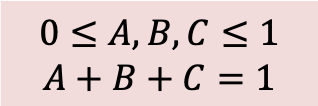 0 ≤ A, B, C ≤ 1
A + B + C = 1